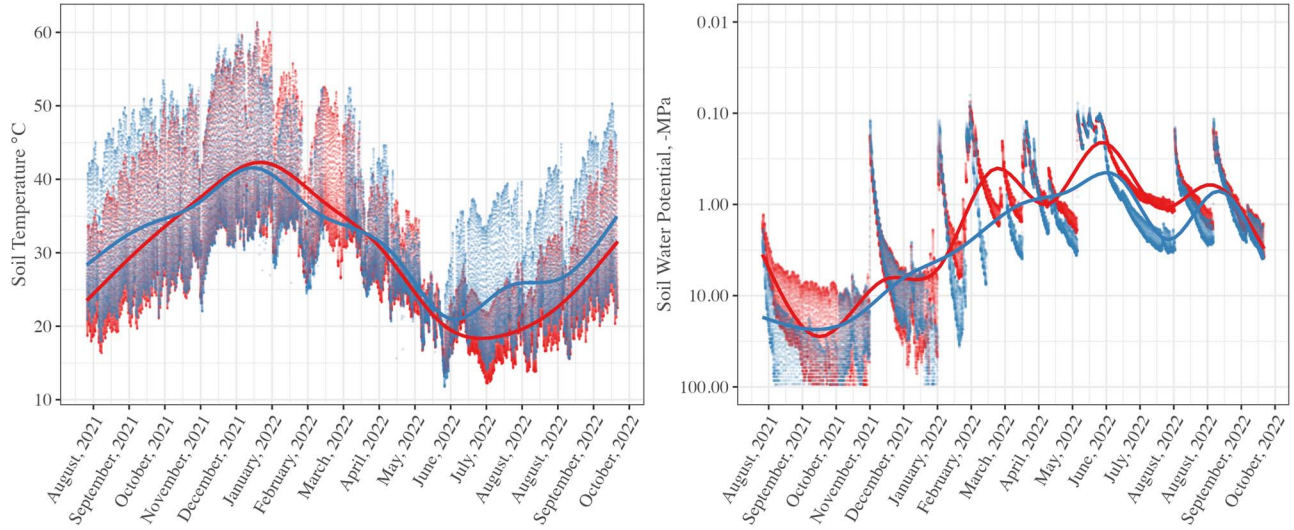 Soil Temperature °C
60
50
40
30
20
10
August, 2021
September, 2021
October, 2021
November, 2021
December, 2021
January, 2022
February, 2022
March, 2022
April, 2022
May, 2022
June, 2022
July, 2022
August, 2022
August, 2022
September, 2022
October, 2022
Soil Water Potential, -MPa
0.01
0.10
1.00
10.00
100.00
August, 2021
September, 2021
October, 2021
November, 2021
December, 2021
January, 2022
February, 2022
March, 2022
April, 2022
May, 2022
June, 2022
July, 2022
August, 2022
August, 2022
September, 2022
October, 2022